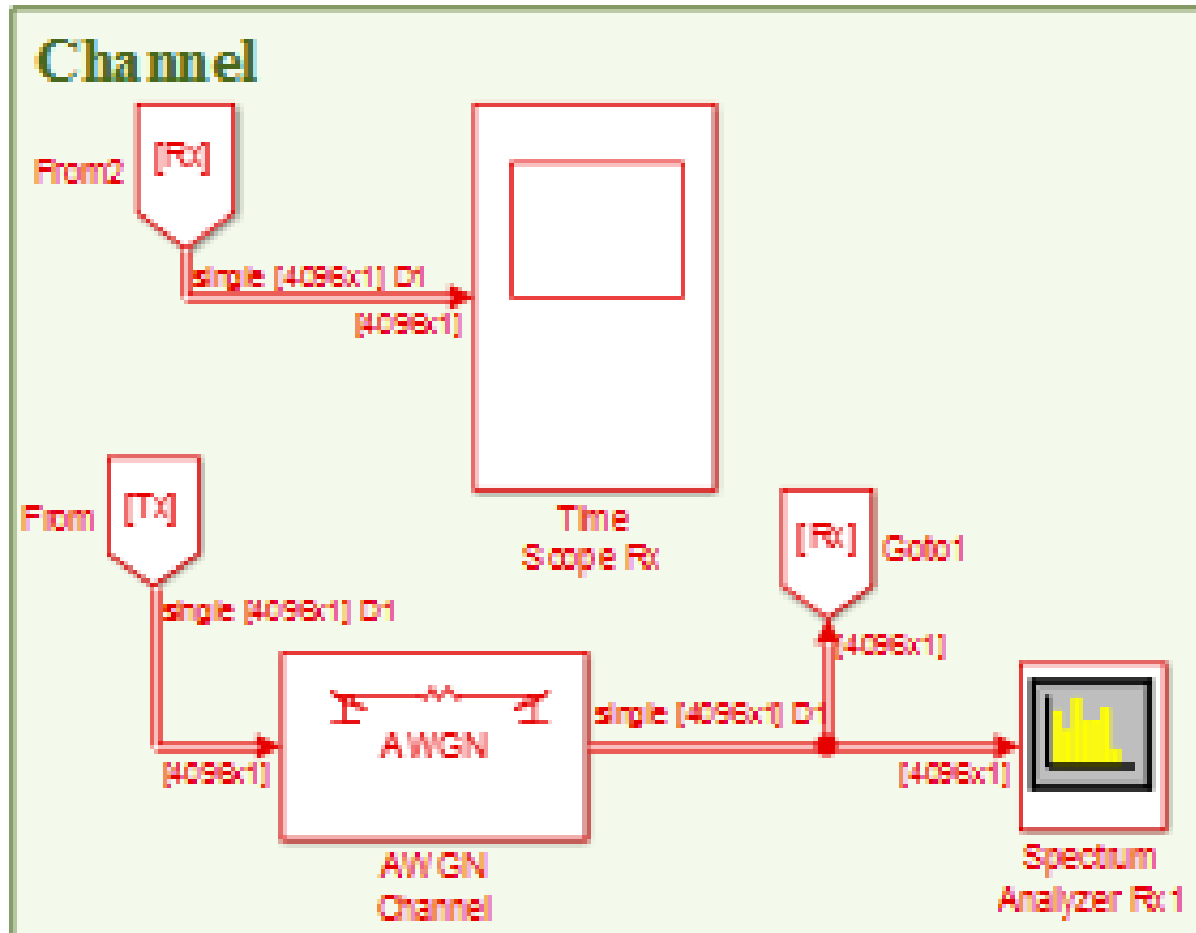 Channel
[Rx]
From2
single [4096x1] D1
[4096x1]
Time
Scope Rx
[Tx]
From
single [4096x1] D1
[4096x1]
AWGN
AWGN
Channel
single [4096x1] D1
[Rx]
Goto1
[4096x1]
[4096x1]
Spectrum
Analyzer Rx1